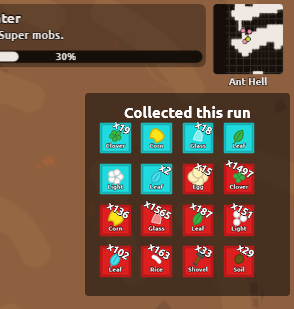 ter
Super mobs.
30%
Ant Hell
Collected this run
x19 x18
Clover Corn Glass Leaf
x2 x15 x1497
Light Leaf Egg Clover
x136 x1565 x187 x151
Corn Glass Leaf Light
x102 x163 x33 x29
Leaf Rice Shovel Soil